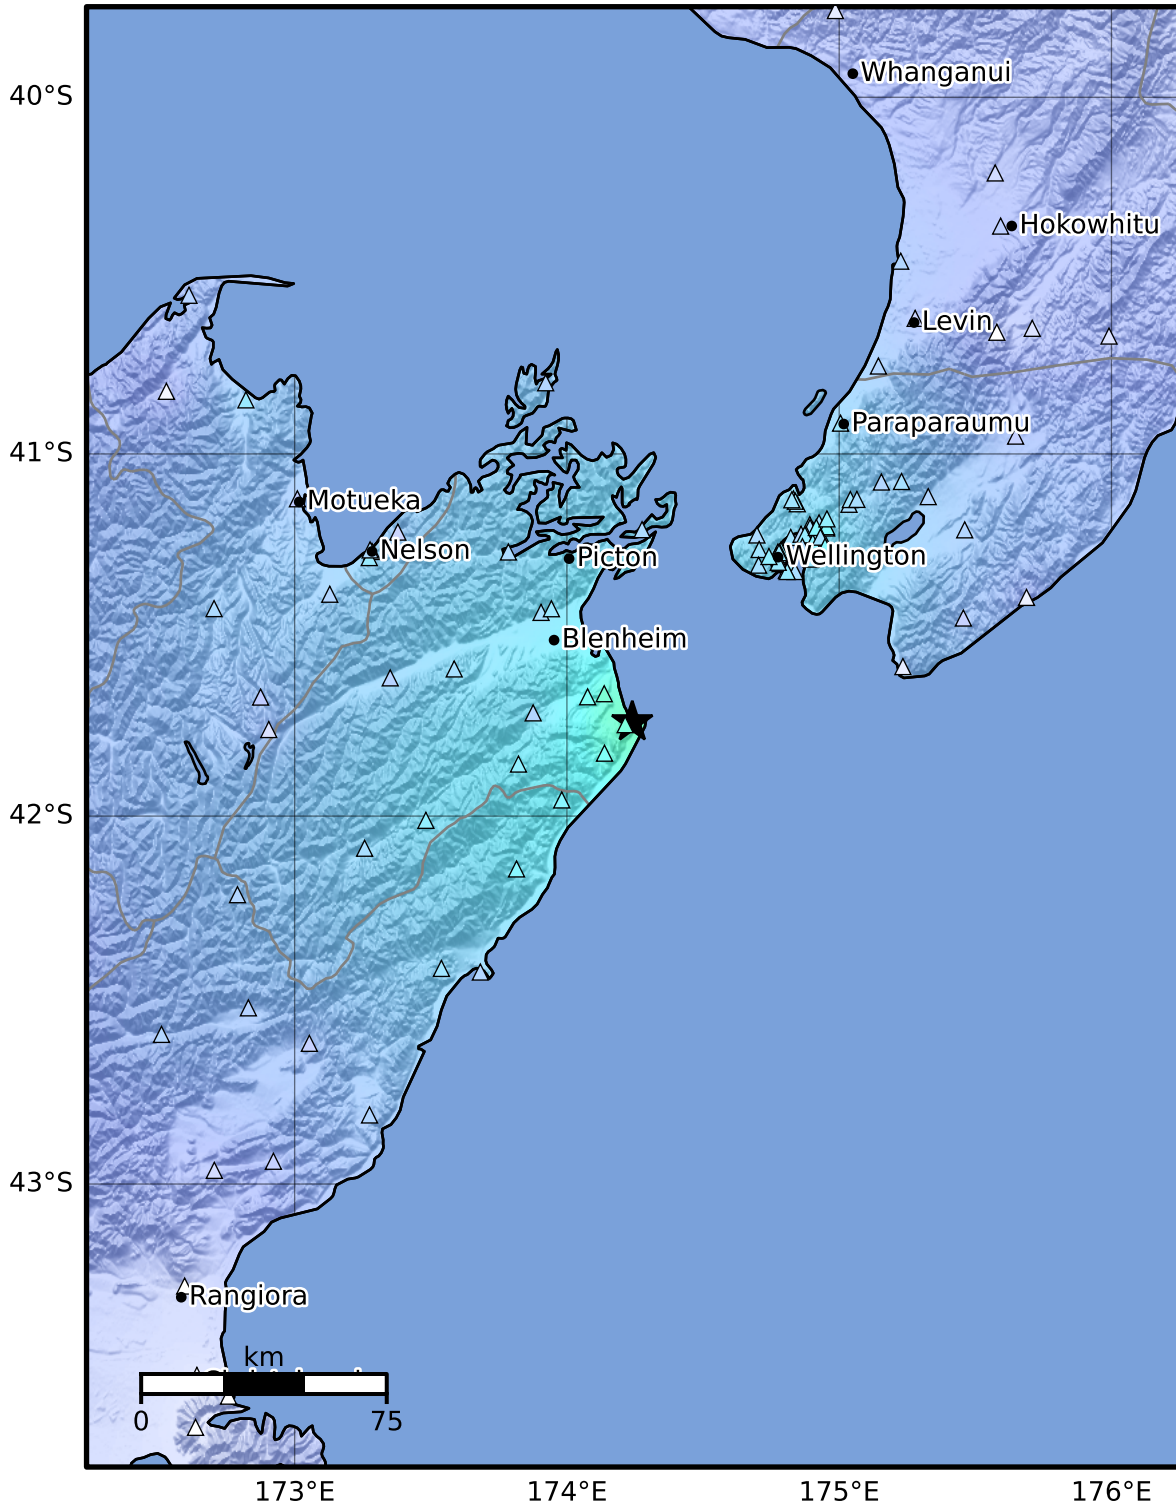 40°S
41°S
42°S
43°S
173°E
174°E
175°E
176°E
Whanganui
Hokowhitu
Levin
Paraparaumu
Motueka
Nelson
Picton
Wellington
Blenheim
Rangiora
km
0
75